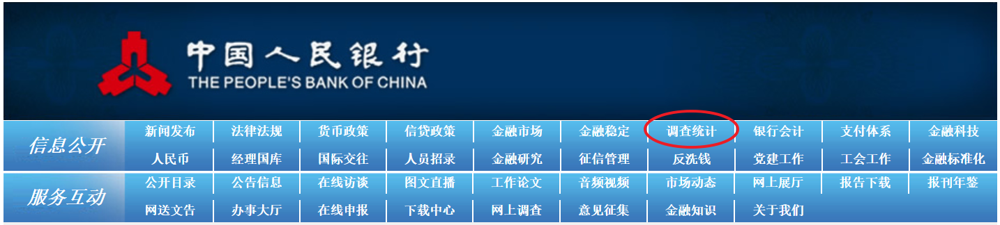 中国人民银行
THE PEOPLE'S BANK OF CHINA
信息公开
新闻发布 法律法规 货币政策 信贷政策 金融市场 金融稳定 调查统计 银行会计 支付体系 金融科技
人民币 经理国库 国际交往 人员招录 金融研究 征信管理 反洗钱 党建工作 工会工作 金融标准化
服务互动
公开目录 公告信息 在线访谈 图文直播 工作论文 音频视频 市场动态 网上展厅 报告下载 报刊年鉴
网送文告 办事大厅 在线申报 下载中心 网上调查 意见征集 金融知识 关于我们